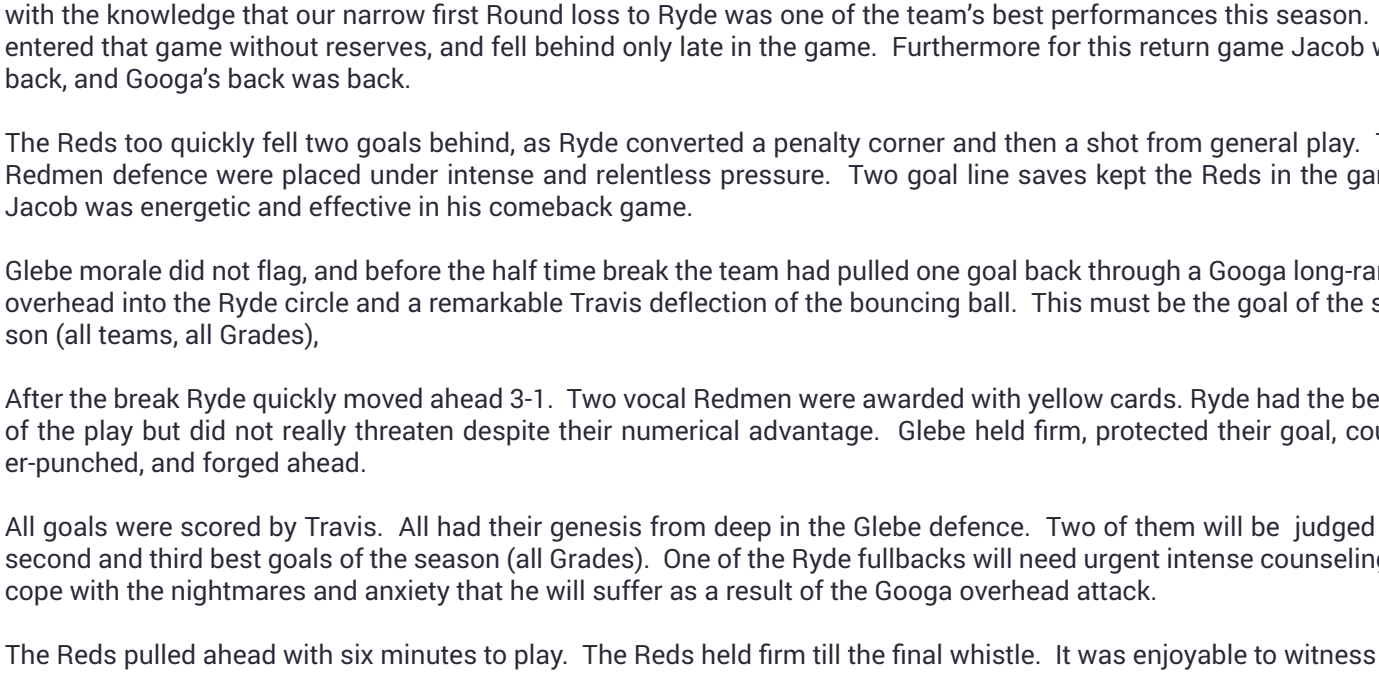 with the knowledge that our narrow first Round loss to Ryde was one of the team’s best performances this season.
entered that game without reserves, and fell behind only late in the game.  Furthermore for this return game Jacob
back, and Googa’s back was back.

The Reds too quickly fell two goals behind, as Ryde converted a penalty corner and then a shot from general play.
Redmen defence were placed under intense and relentless pressure.  Two goal line saves kept the Reds in the
Jacob was energetic and effective in his comeback game.

Glebe morale did not flag, and before the half time break the team had pulled one goal back through a Googa
overhead into the Ryde circle and a remarkable Travis deflection of the bouncing ball.  This must be the goal of the
son (all teams, all Grades),

After the break Ryde quickly moved ahead 3-1.  Two vocal Redmen were awarded with yellow cards. Ryde had the
of the play but did not really threaten despite their numerical advantage.  Glebe held firm, protected their goal,
er-punched, and forged ahead.

All goals were scored by Travis.  All had their genesis from deep in the Glebe defence.  Two of them will be  judged
second and third best goals of the season (all Grades).  One of the Ryde fullbacks will need urgent intense
cope with the nightmares and anxiety that he will suffer as a result of the Googa overhead attack.

The Reds pulled ahead with six minutes to play.  The Reds held firm till the final whistle.  It was enjoyable to witness